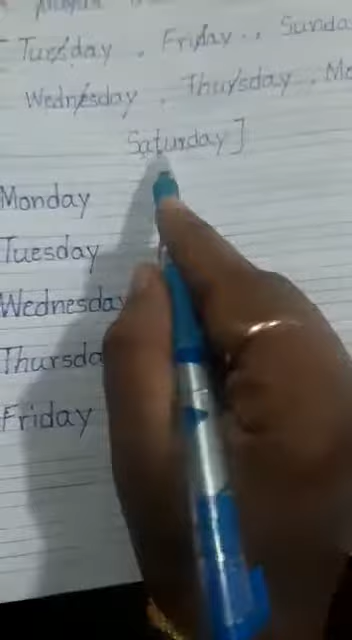 Tuesday , Friday . , Sunda
Wednesday , Thursday , Mo
Saturday ]
Monday
Tuesday
Wednesday
Thursda
Friday